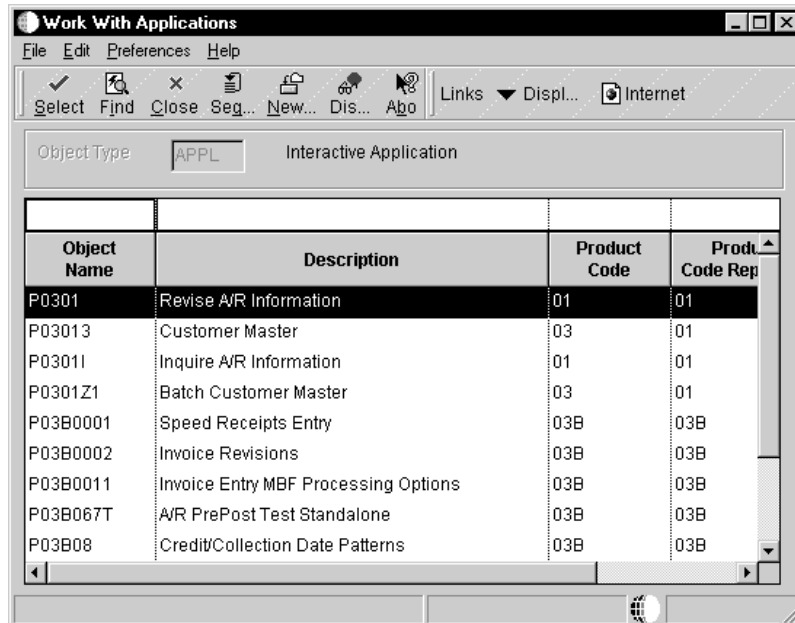 Work With Applications
File Edit Preferences Help
Select Find Close Seq... New... Dis... Abo Links Displ... Internet
Object Type APPL Interactive Application
Object Name Description Product Code Produ Code Rep
P0301 Revise A/R Information 01 01
P03013 Customer Master 03 01
P0301I Inquire A/R Information 01 01
P0301Z1 Batch Customer Master 03 01
P03B0001 Speed Receipts Entry 03B 03B
P03B0002 Invoice Revisions 03B 03B
P03B0011 Invoice Entry MBF Processing Options 03B 03B
P03B067T A/R PrePost Test Standalone 03B 03B
P03B08 Credit/Collection Date Patterns 03B 03B